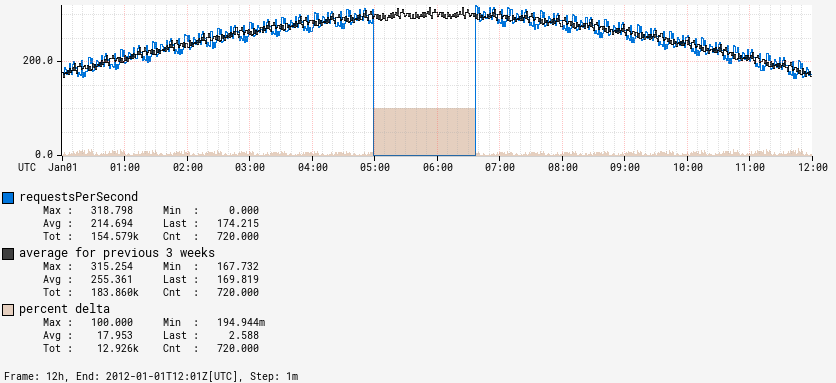 200.0
0.0
UTC Jan01 01:00 02:00 03:00 04:00 05:00 06:00 07:00 08:00 09:00 10:00 11:00 12:00
requestsPerSecond
Max : 318.798 Min : 0.000
Avg : 214.694 Last : 174.215
Tot : 154.579k Cnt : 720.000
average for previous 3 weeks
Max : 315.254 Min : 167.732
Avg : 255.361 Last : 169.819
Tot : 183.860k Cnt : 720.000
percent delta
Max : 100.000 Min : 194.944m
Avg : 17.953 Last : 2.588
Tot : 12.926k Cnt : 720.000
Frame: 12h, End: 2012-01-01T12:01Z[UTC], Step: 1m